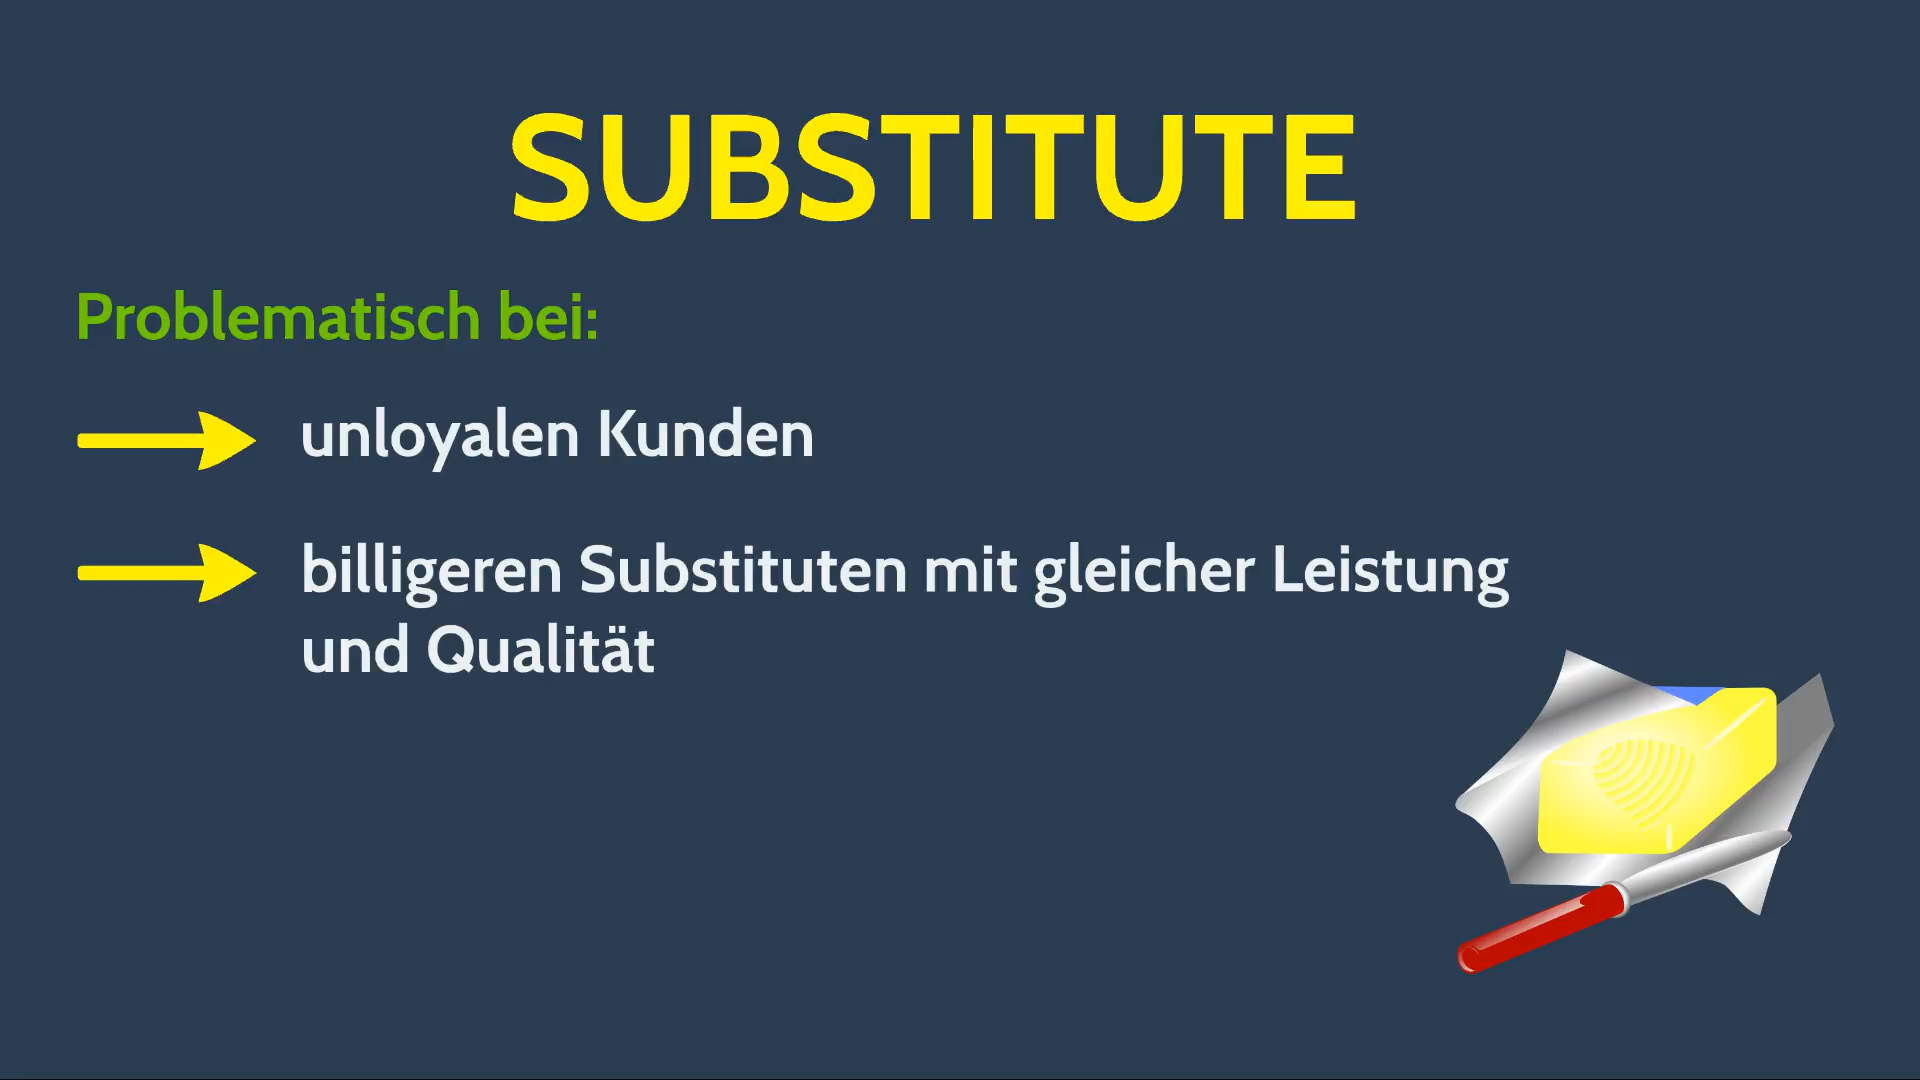 SUBSTITUTE
Problematisch bei:
unloyalen Kunden
billigeren Substituten mit gleicher Leistung
und Qualität